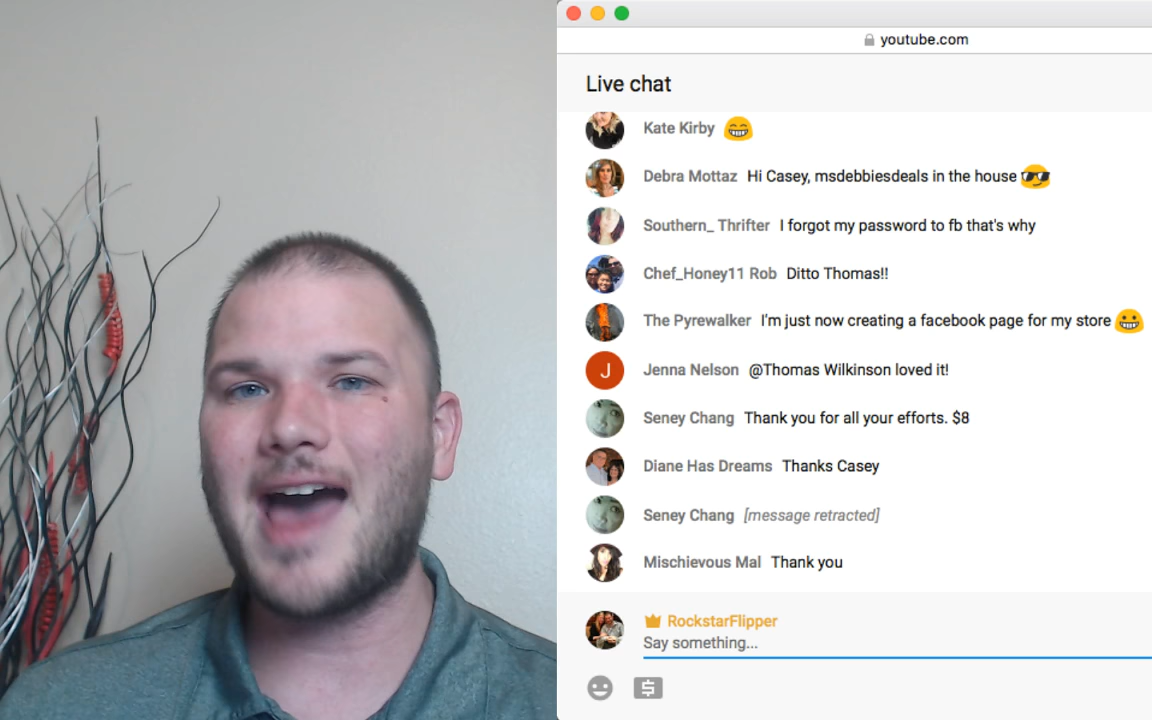 youtube.com
Live chat
Kate Kirby 😁
Debra Mottaz Hi Casey, msdebbiesdeals in the house 😎
Southern_ Thrifter I forgot my password to fb that's why
Chef_Honey11 Rob Ditto Thomas!!
The Pyrewalker I'm just now creating a facebook page for my store 😀
J Jenna Nelson @Thomas Wilkinson loved it!
Seney Chang Thank you for all your efforts. $8
Diane Has Dreams Thanks Casey
Seney Chang [message retracted]
Mischievous Mal Thank you
RockstarFlipper
Say something...
$